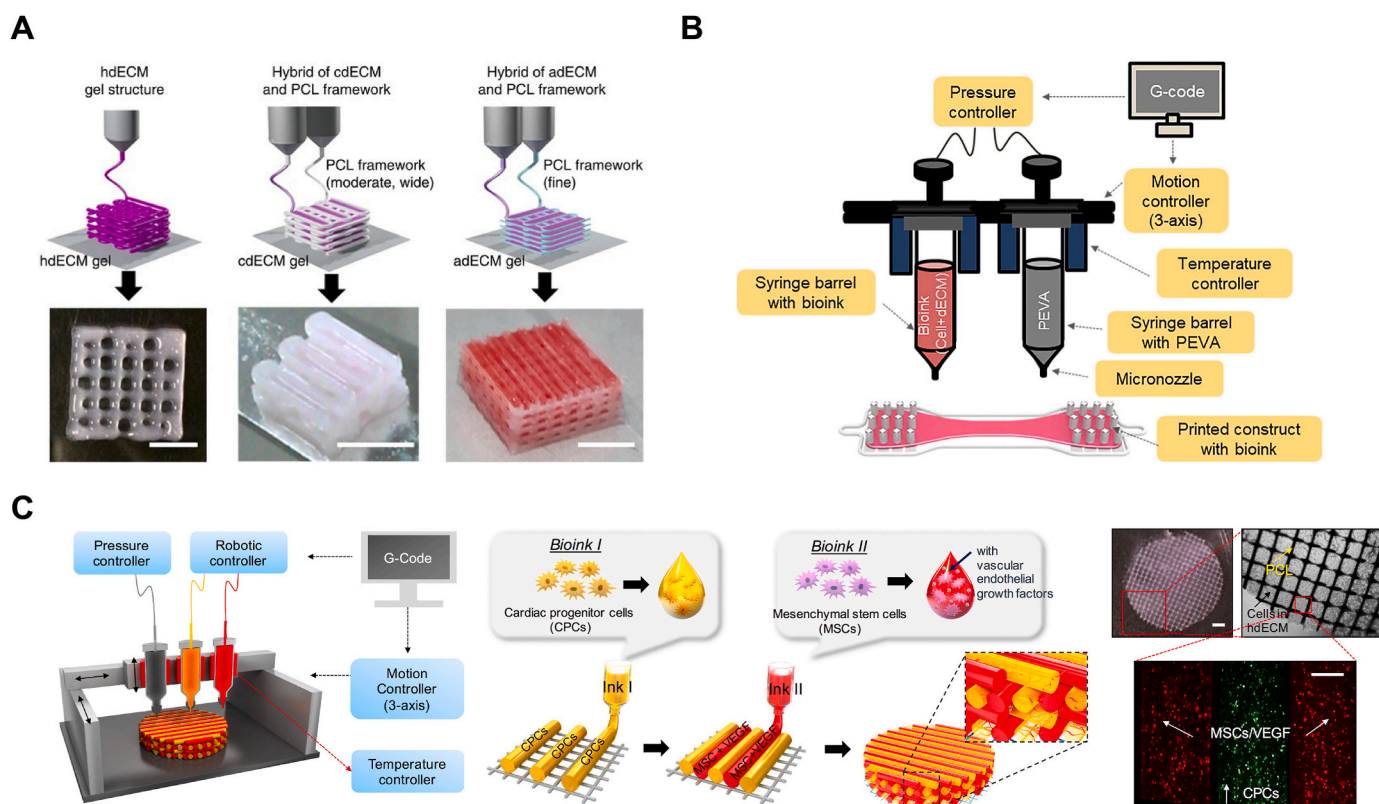 A
hdECM
gel structure
Hybrid of cdECM
and PCL framework
Hybrid of adECM
and PCL framework
PCL framework
(moderate, wide)
PCL framework
(fine)
hdECM gel
cdECM gel
adECM gel
B
Pressure
controller
G-code
Motion
controller
(3-axis)
Temperature
controller
Syringe barrel
with bioink
Bioink
(Cell+dECM)
PEVA
Syringe barrel
with PEVA
Micronozzle
Printed construct
with bioink
C
Pressure
controller
Robotic
controller
G-Code
Motion
Controller
(3-axis)
Temperature
controller
Bioink I
Cardiac progenitor cells
(CPCs)
Bioink II
Mesenchymal stem cells
(MSCs)
with
vascular
endothelial
growth factors
Ink I
CPCs
CPCs
CPCs
Ink II
MSC+VEGF
MSC+VEGF
PCL
Cells in
hdECM
MSCs/VEGF
CPCs